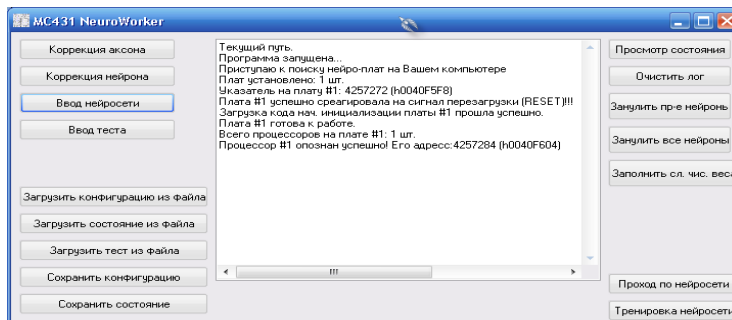 MC431 NeuroWorker
Коррекция аксона
Коррекция нейрона
Ввод нейросети
Ввод теста
Загрузить конфигурацию из файла
Загрузить состояние из файла
Загрузить тест из файла
Сохранить конфигурацию
Сохранить состояние
Текущий путь.
Программа запущена...
Приступаю к поиску нейро-плат на Вашем компьютере
Плат установлено: 1 шт.
Указатель на плату #1: 4257272 (h0040F5F8)
Плата #1 успешно среагировала на сигнал перезагрузки (RESET)!!!
Загрузка кода нач. инициализации платы #1 прошла успешно.
Плата #1 готова к работе.
Всего процессоров на плате #1: 1 шт.
Процессор #1 опознан успешно! Его адресс:4257284 (h0040F604)
Просмотр состояния
Очистить лог
Занулить пр-е нейронь
Занулить все нейроны
Заполнить сл. чис. веса
Проход по нейросети
Тренировка нейросети